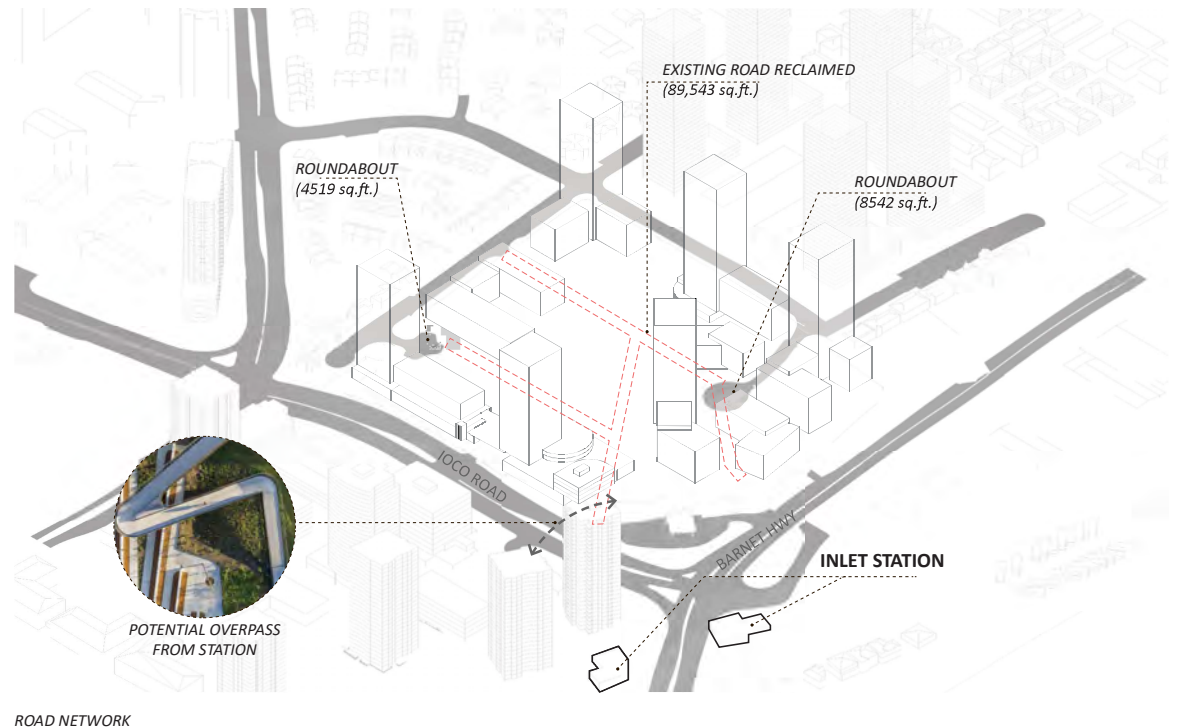 EXISTING ROAD RECLAIMED
(89,543 sq.ft.)
ROUNDABOUT
(4519 sq.ft.)
ROUNDABOUT
(8542 sq.ft.)
IOCO ROAD
BARNET HWY
INLET STATION
POTENTIAL OVERPASS
FROM STATION
ROAD NETWORK